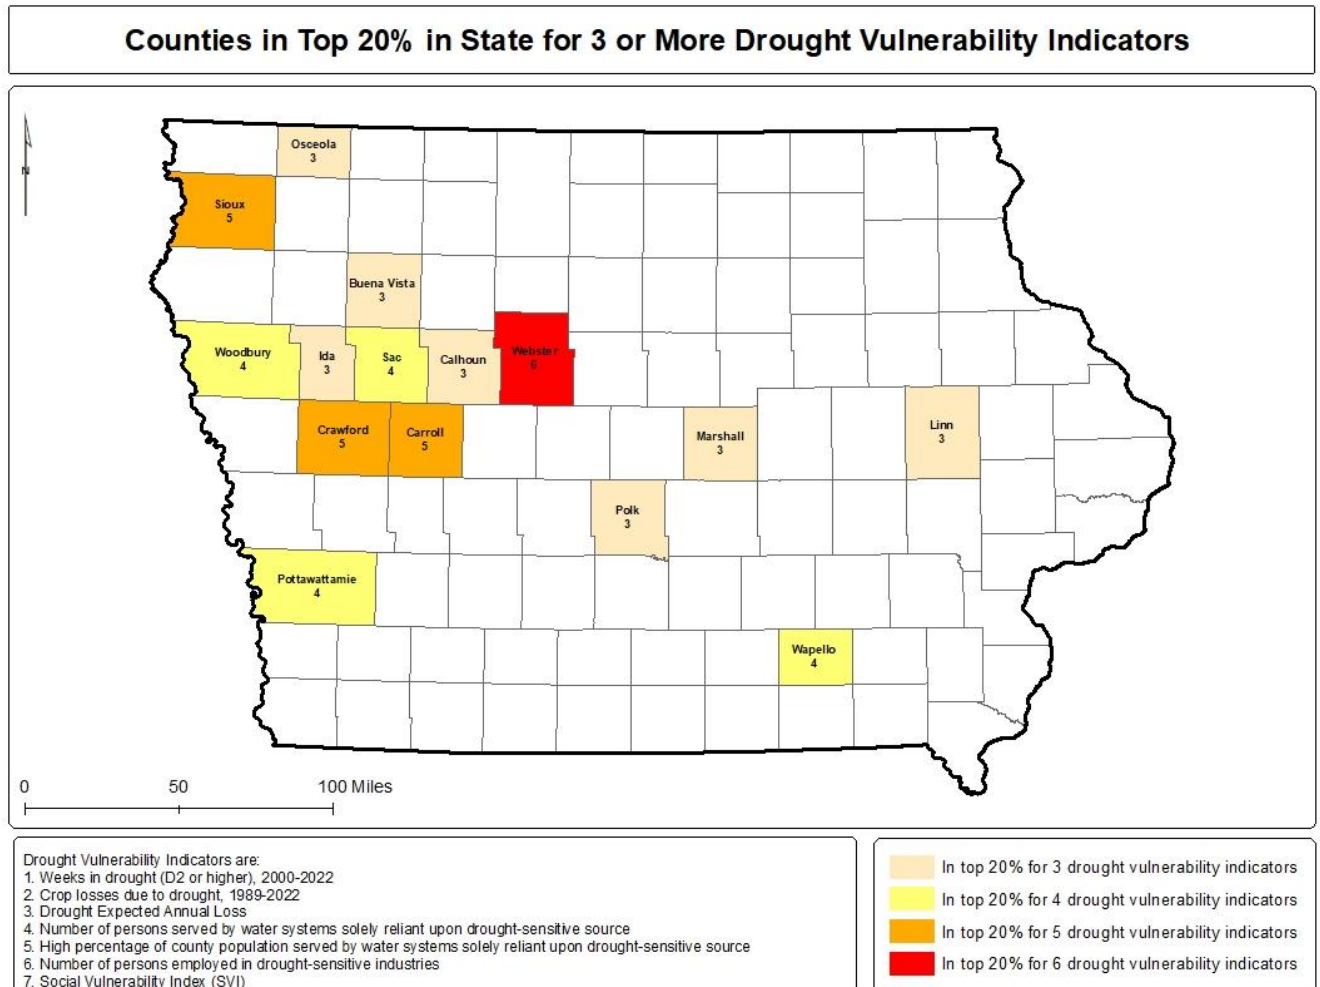 Counties in Top 20% in State for 3 or More Drought Vulnerability Indicators
N
Osceola
3
Sioux
5
Buena Vista
3
Woodbury
4
Ida
3
Sac
4
Calhoun
3
Webster
6
Crawford
5
Carroll
5
Marshall
3
Linn
3
Polk
3
Pottawattamie
4
Wapello
4
0 50 100 Miles
Drought Vulnerability Indicators are:
1. Weeks in drought (D2 or higher), 2000-2022
2. Crop losses due to drought, 1989-2022
3. Drought Expected Annual Loss
4. Number of persons served by water systems solely reliant upon drought-sensitive source
5. High percentage of county population served by water systems solely reliant upon drought-sensitive source
6. Number of persons employed in drought-sensitive industries
7. Social Vulnerability Index (SVI)
In top 20% for 3 drought vulnerability indicators
In top 20% for 4 drought vulnerability indicators
In top 20% for 5 drought vulnerability indicators
In top 20% for 6 drought vulnerability indicators